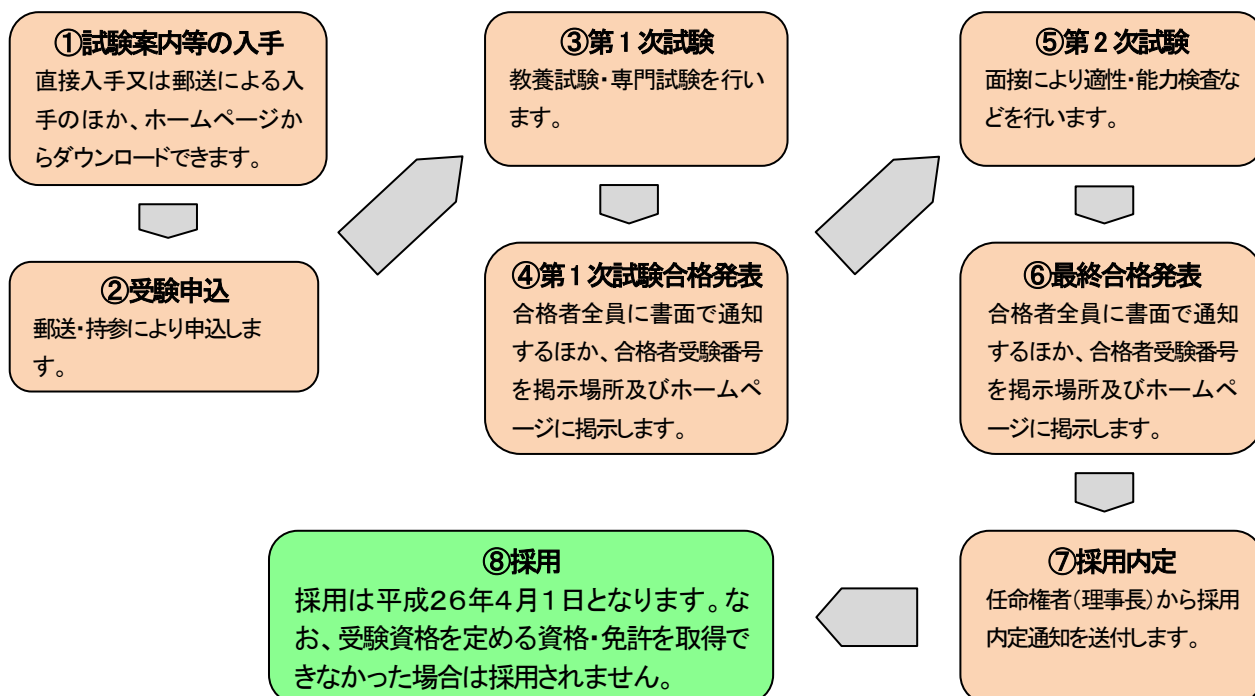 ①試験案内等の入手
直接入手又は郵送による入
手のほか、ホームページか
らダウンロードできます。
②受験申込
郵送・持参により申込しま
す。
③第1次試験
教養試験・専門試験を行い
ます。
④第1次試験合格発表
合格者全員に書面で通知
するほか、合格者受験番号
を掲示場所及びホームペ
ージに掲示します。
⑤第2次試験
面接により適性・能力検査な
どを行います。
⑥最終合格発表
合格者全員に書面で通知
するほか、合格者受験番号
を掲示場所及びホームペ
ージに掲示します。
⑦採用内定
任命権者(理事長)から採用
内定通知を送付します。
⑧採用
採用は平成26年4月1日となります。な
お、受験資格を定める資格・免許を取得で
きなかった場合は採用されません。